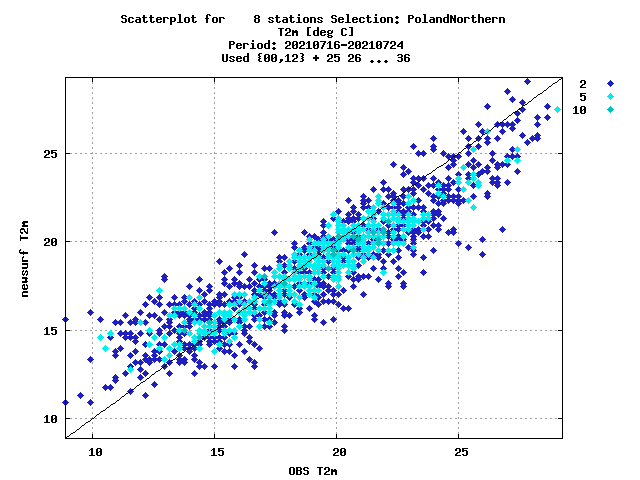 Scatterplot for    8 stations Selection: PolandNorthern
T2m [deg C]
Period: 20210716-20210724
Used {00,12} + 25 26 ... 36
2
5
10
25
20
15
10
newsurf T2m
10 15 20 25
OBS T2m